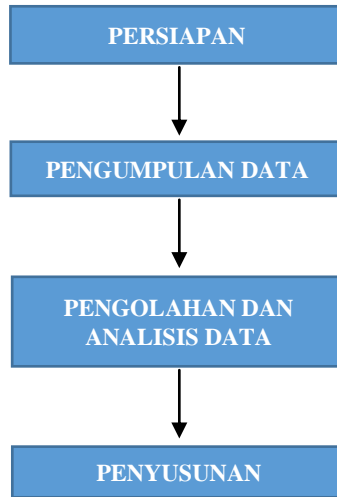 PERSIAPAN
PENGUMPULAN DATA
PENGOLAHAN DAN
ANALISIS DATA
PENYUSUNAN